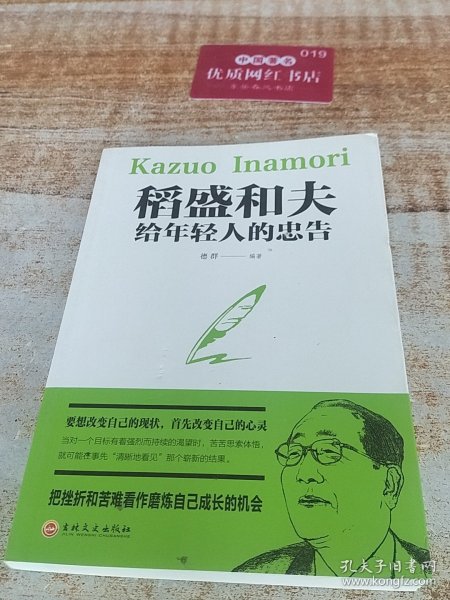 019
中国著名
优质网红书店
Kazuo Inamori
稻盛和夫
给年轻人的忠告
德群 编著
要想改变自己的现状,首先改变自己的心灵
当对一个目标有着强烈而持续的渴望时,苦苦思索体悟,
就可能在事先“清晰地看见”那个崭新的结果。
把挫折和苦难看作磨炼自己成长的机会
吉林文史出版社
JILIN WENSHI CHUBANSHE
孔夫子旧书网
www.kongfz.com